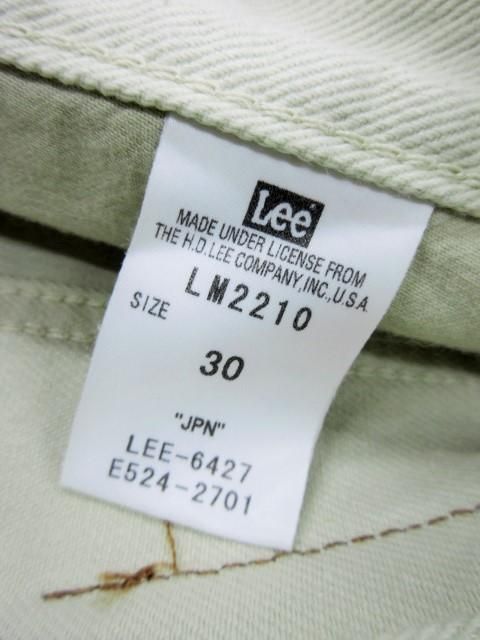 Lee
MADE UNDER LICENSE FROM
THE H.D.LEE COMPANY,INC.,U.S.A.
LM2210
SIZE
30
"JPN"
LEE-6427
E524-2701